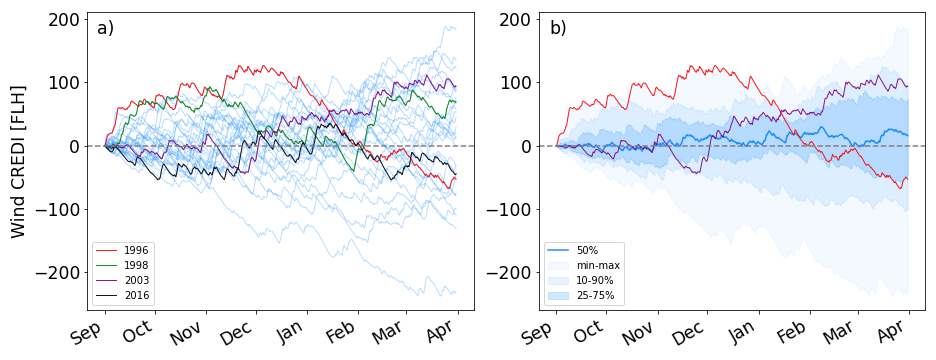 a)
Wind CREDI [FLH]
200
100
0
−100
−200
1996
1998
2003
2016
Sep Oct Nov Dec Jan Feb Mar Apr
b)
200
100
0
−100
−200
50%
min-max
10-90%
25-75%
Sep Oct Nov Dec Jan Feb Mar Apr